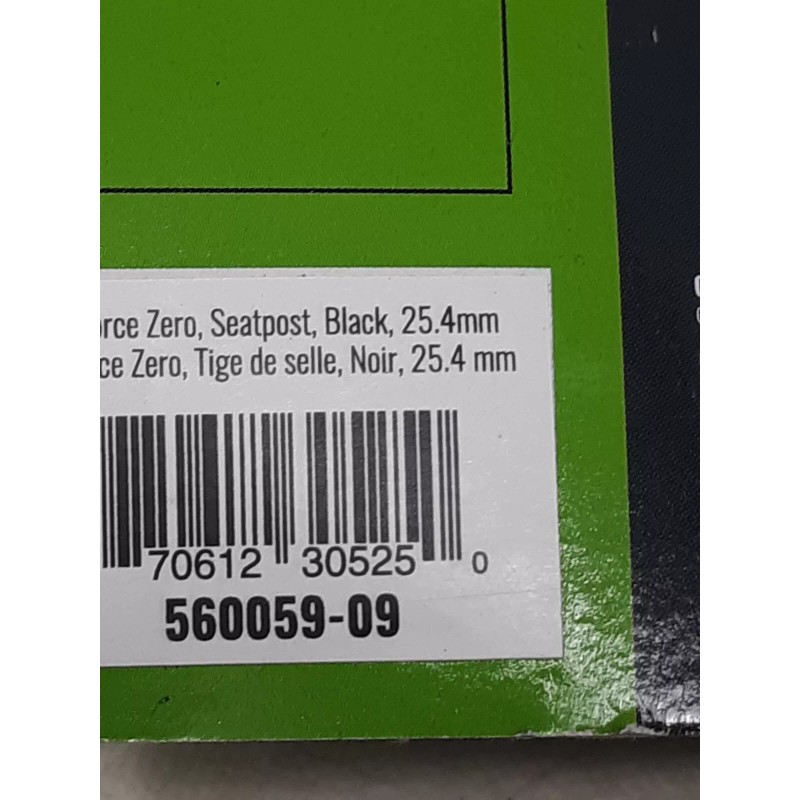 rce Zero, Seatpost, Black, 25.4mm
ce Zero, Tige de selle, Noir, 25.4 mm
70612 30525 0
560059-09